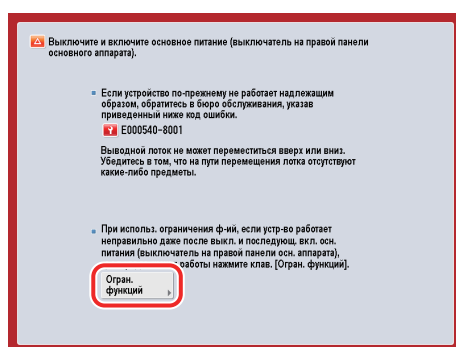 Выключите и включите основное питание (выключатель на правой панели
основного аппарата).
Если устройство по-прежнему не работает надлежащим
образом, обратитесь в бюро обслуживания, указав
приведенный ниже код ошибки.
E000540-8001
Выводной лоток не может переместиться вверх или вниз.
Убедитесь в том, что на пути перемещения лотка отсутствуют
какие-либо предметы.
При использ. ограничения ф-ий, если устр-во работает
неправильно даже после выкл. и последующ. вкл. осн.
питания (выключатель на правой панели осн. аппарата),
работы нажмите клав. [Огран. функций].
Огран.
функций